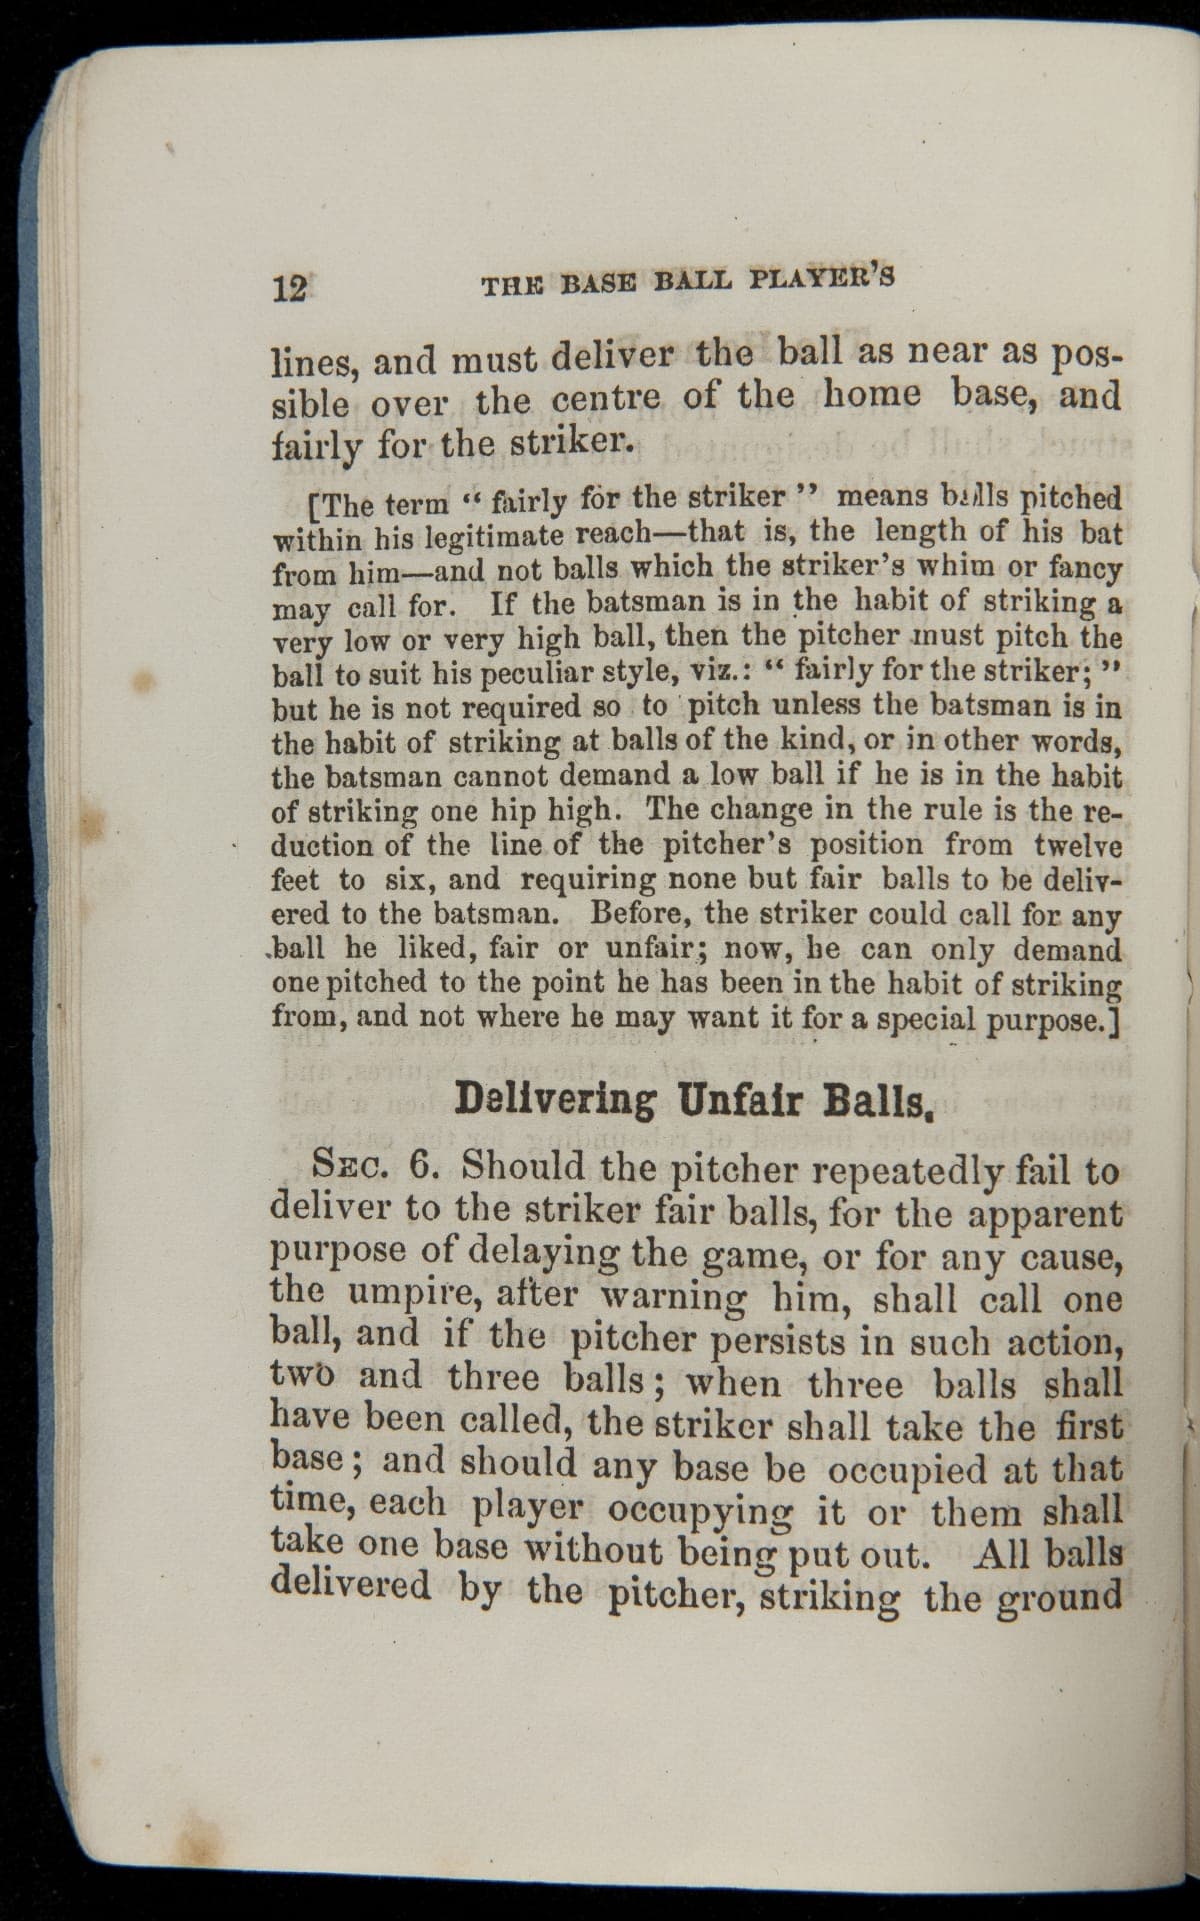 12 THE BASE BALL PLAYER'S
lines, and must deliver the ball as near as pos-
sible over the centre of the home base, and
fairly for the striker.
[The term “ fairly for the striker ” means balls pitched
within his legitimate reach—that is, the length of his bat
from him—and not balls which the striker's whim or fancy
may call for. If the batsman is in the habit of striking a
very low or very high ball, then the pitcher must pitch the
ball to suit his peculiar style, viz.: “ fairly for the striker; ”
but he is not required so to pitch unless the batsman is in
the habit of striking at balls of the kind, or in other words,
the batsman cannot demand a low ball if he is in the habit
of striking one hip high. The change in the rule is the re-
duction of the line of the pitcher's position from twelve
feet to six, and requiring none but fair balls to be deliv-
ered to the batsman. Before, the striker could call for any
ball he liked, fair or unfair; now, he can only demand
one pitched to the point he has been in the habit of striking
from, and not where he may want it for a special purpose.]
Delivering Unfair Balls.
SEC. 6. Should the pitcher repeatedly fail to
deliver to the striker fair balls, for the apparent
purpose of delaying the game, or for any cause,
the umpire, after warning him, shall call one
ball, and if the pitcher persists in such action,
two and three balls; when three balls shall
have been called, the striker shall take the first
base; and should any base be occupied at that
time, each player occupying it or them shall
take one base without being put out. All balls
delivered by the pitcher, striking the ground